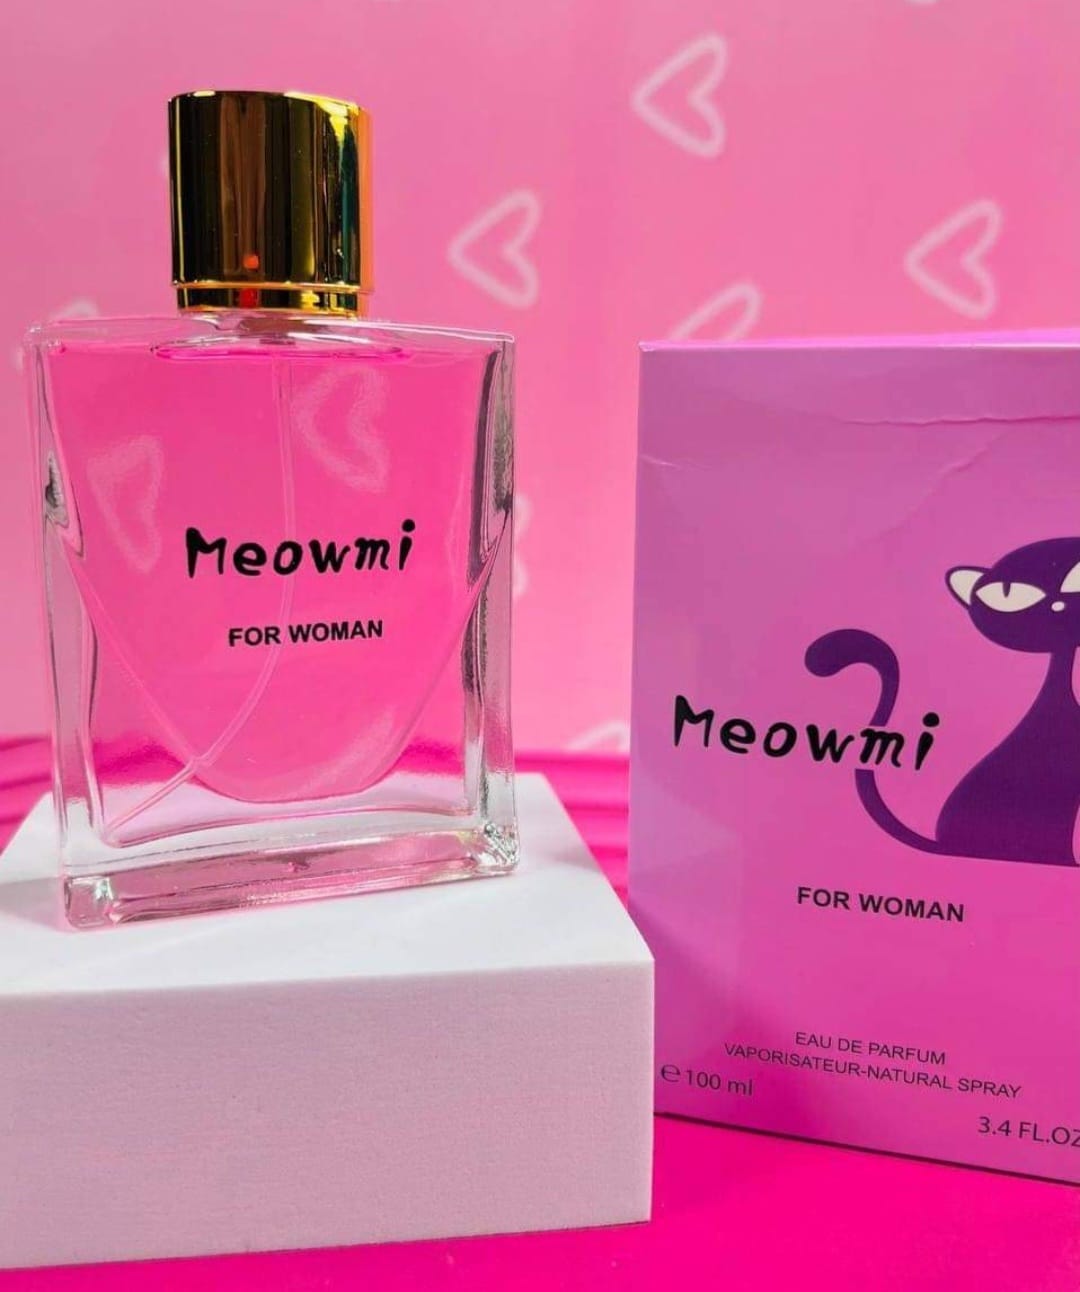 Meowmi
FOR WOMAN
Meowmi
FOR WOMAN
EAU DE PARFUM
VAPORISATEUR-NATURAL SPRAY
℮ 100 ml
3.4 FL.OZ